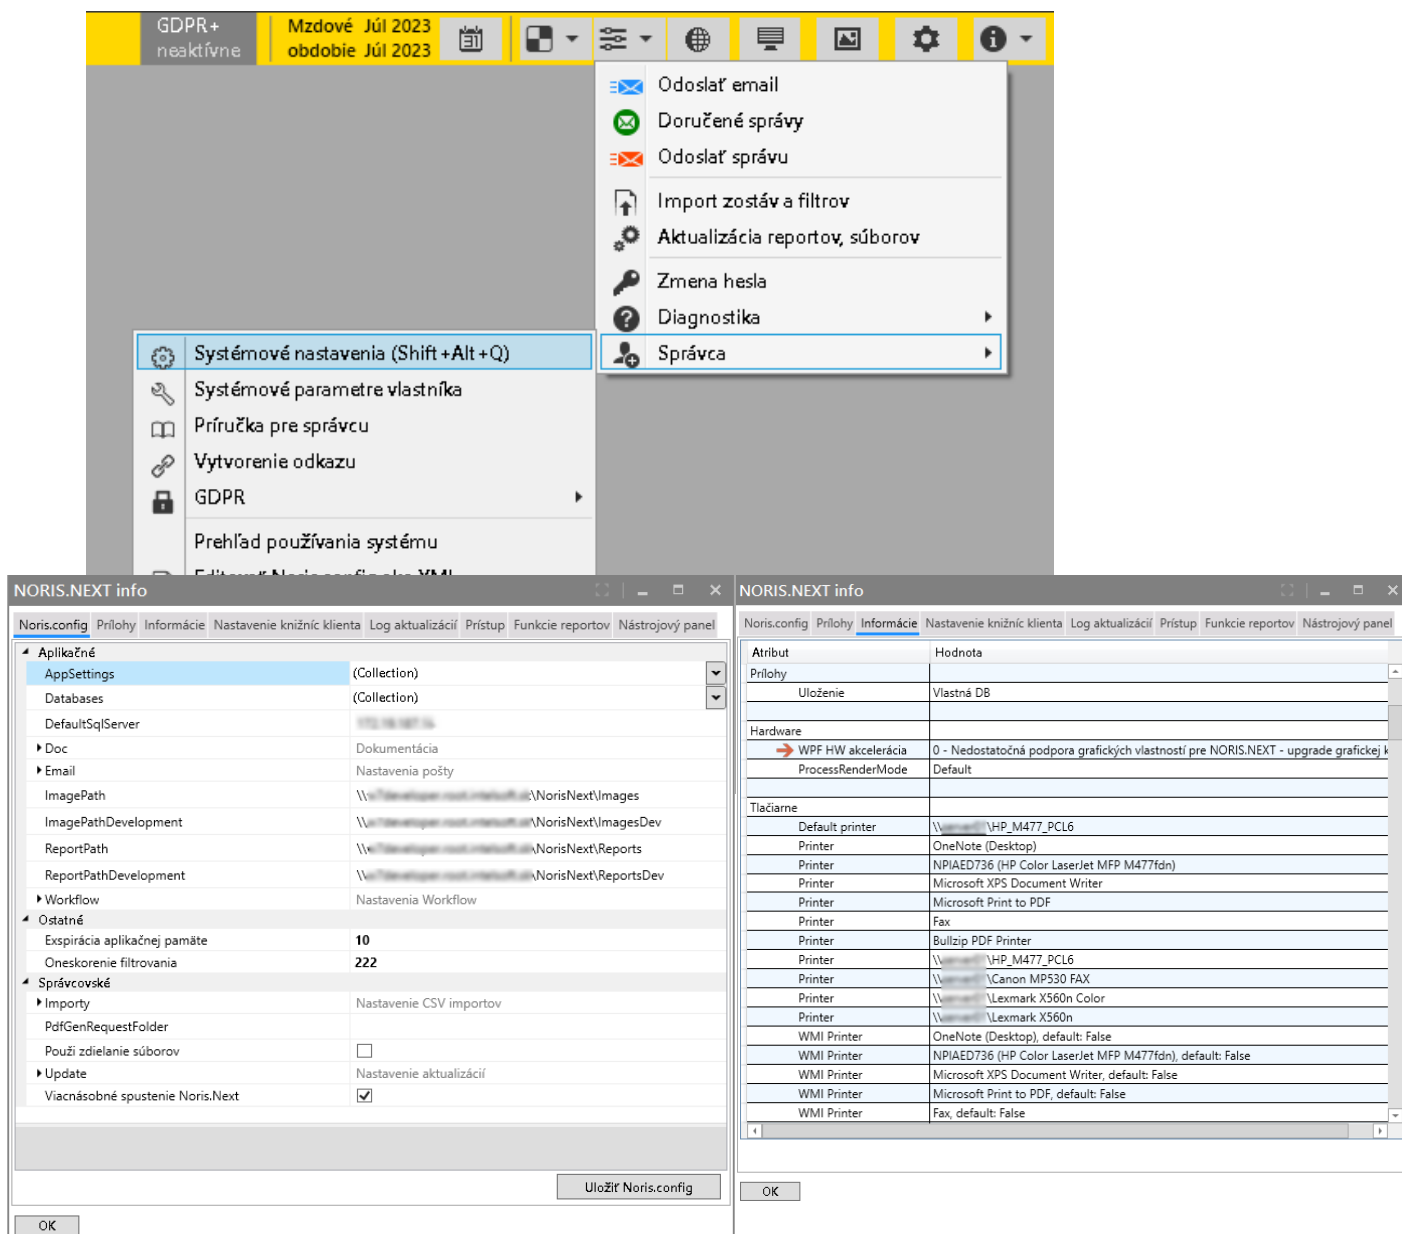 GDPR+
neaktívne
Mzdové Júl 2023
obdobie Júl 2023
31
Odoslať email
Doručené správy
Odoslať správu
Import zostáv a filtrov
Aktualizácia reportov, súborov
Zmena hesla
Diagnostika
Správca
Systémové nastavenia (Shift+Alt+Q)
Systémové parametre vlastníka
Príručka pre správcu
Vytvorenie odkazu
GDPR
Prehľad používania systému
NORIS.NEXT info
Noris.config Prílohy Informácie Nastavenie knižníc klienta Log aktualizácií Prístup Funkcie reportov Nástrojový panel
Aplikačné
AppSettings (Collection)
Databases (Collection)
DefaultSqlServer
Doc Dokumentácia
Email Nastavenia pošty
ImagePath \\ \NorisNext\Images
ImagePathDevelopment \\ \NorisNext\ImagesDev
ReportPath \\ \NorisNext\Reports
ReportPathDevelopment \\ \NorisNext\ReportsDev
Workflow Nastavenia Workflow
Ostatné
Exspirácia aplikačnej pamäte 10
Oneskorenie filtrovania 222
Správcovské
Importy Nastavenie CSV importov
PdfGenRequestFolder
Použi zdielanie súborov
Update Nastavenie aktualizácií
Viacnásobné spustenie Noris.Next
Uložiť Noris.config
OK
NORIS.NEXT info
Noris.config Prílohy Informácie Nastavenie knižníc klienta Log aktualizácií Prístup Funkcie reportov Nástrojový panel
Atribut Hodnota
Prílohy
Uloženie Vlastná DB
Hardware
WPF HW akcelerácia 0 - Nedostatočná podpora grafických vlastností pre NORIS.NEXT - upgrade grafickej k
ProcessRenderMode Default
Tlačiarne
Default printer \\ \HP_M477_PCL6
Printer OneNote (Desktop)
Printer NPIAED736 (HP Color LaserJet MFP M477fdn)
Printer Microsoft XPS Document Writer
Printer Microsoft Print to PDF
Printer Fax
Printer Bullzip PDF Printer
Printer \\ \HP_M477_PCL6
Printer \\ \Canon MP530 FAX
Printer \\ \Lexmark X560n Color
Printer \\ \Lexmark X560n
WMI Printer OneNote (Desktop), default: False
WMI Printer NPIAED736 (HP Color LaserJet MFP M477fdn), default: False
WMI Printer Microsoft XPS Document Writer, default: False
WMI Printer Microsoft Print to PDF, default: False
WMI Printer Fax, default: False
OK